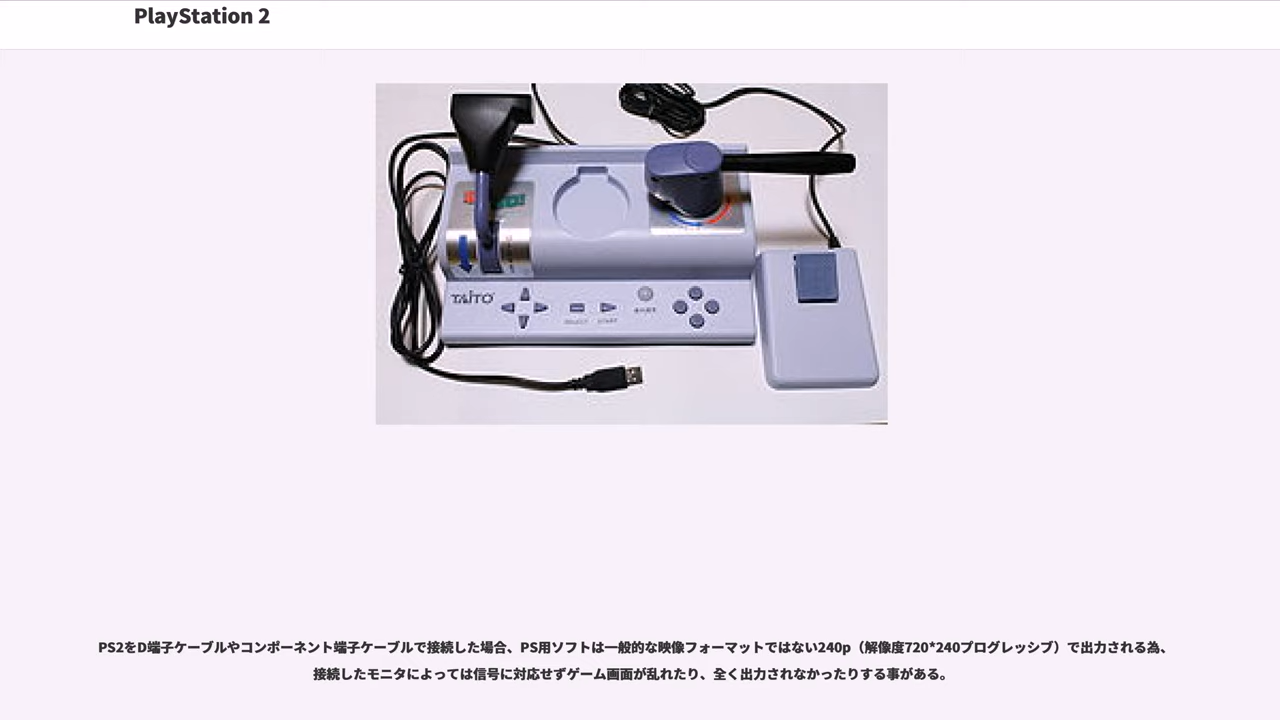 PlayStation 2
TAITO
SELECT
START
PS2をD端子ケーブルやコンポーネント端子ケーブルで接続した場合、PS用ソフトは一般的な映像フォーマットではない240p（解像度720*240プログレッシブ）で出力される為、
接続したモニタによっては信号に対応せずゲーム画面が乱れたり、全く出力されなかったりする事がある。